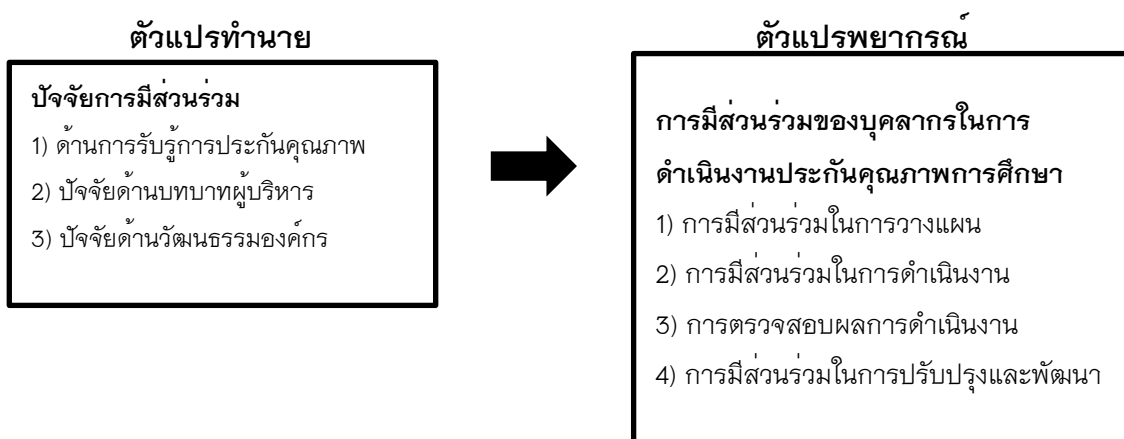 ตัวแปรทำนาย
ปัจจัยการมีส่วนร่วม
1) ด้านการรับรู้การประกันคุณภาพ
2) ปัจจัยด้านบทบาทผู้บริหาร
3) ปัจจัยด้านวัฒนธรรมองค์กร
ตัวแปรพยากรณ์
การมีส่วนร่วมของบุคลากรในการ
ดำเนินงานประกันคุณภาพการศึกษา
1) การมีส่วนร่วมในการวางแผน
2) การมีส่วนร่วมในการดำเนินงาน
3) การตรวจสอบผลการดำเนินงาน
4) การมีส่วนร่วมในการปรับปรุงและพัฒนา